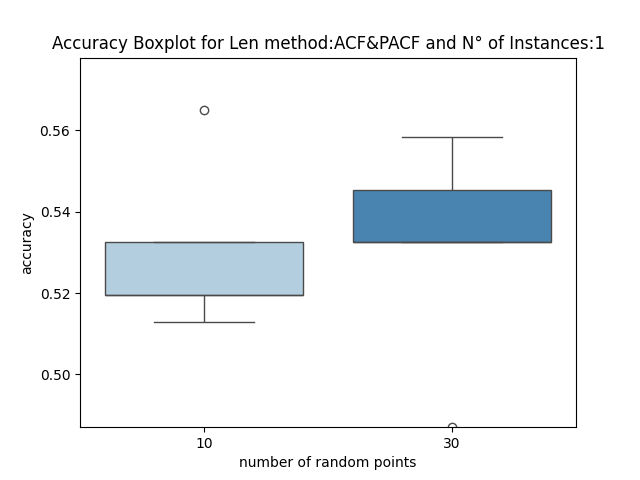 Accuracy Boxplot for Len method:ACF&PACF and N° of Instances:1
0.56
0.54
0.52
0.50
accuracy
10 30
number of random points